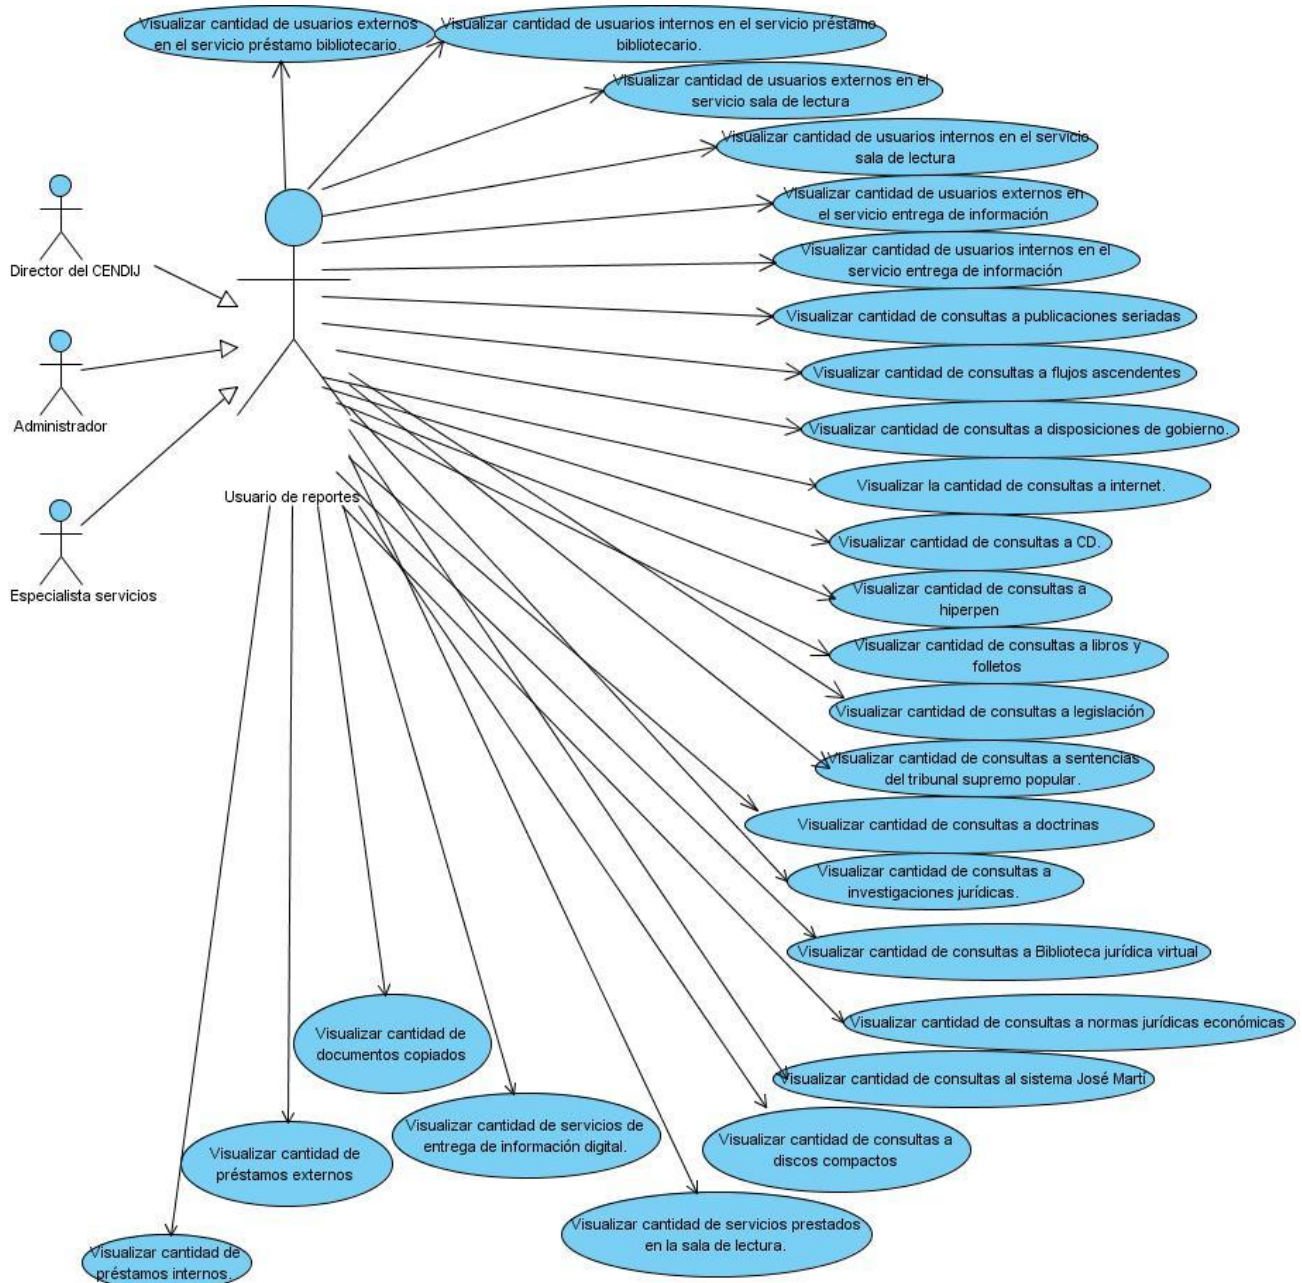 Visualizar cantidad de usuarios externos
en el servicio préstamo bibliotecario.
Visualizar cantidad de usuarios internos en el servicio préstamo
bibliotecario.
Visualizar cantidad de usuarios externos en el
servicio sala de lectura
Visualizar cantidad de usuarios internos en el servicio
sala de lectura
Visualizar cantidad de usuarios externos en
el servicio entrega de información
Visualizar cantidad de usuarios internos en el
servicio entrega de información
Director del CENDIJ
Visualizar cantidad de consultas a publicaciones seriadas
Visualizar cantidad de consultas a flujos ascendentes
Administrador
Visualizar cantidad de consultas a disposiciones de gobierno.
Visualizar la cantidad de consultas a internet.
Usuario de reportes
Visualizar cantidad de consultas a CD.
Especialista servicios
Visualizar cantidad de consultas a
hiperpen
Visualizar cantidad de consultas a libros y
folletos
Visualizar cantidad de consultas a legislación
Visualizar cantidad de consultas a sentencias
del tribunal supremo popular.
Visualizar cantidad de consultas a doctrinas
Visualizar cantidad de consultas a
investigaciones jurídicas.
Visualizar cantidad de consultas a Biblioteca jurídica virtual
Visualizar cantidad de consultas a normas jurídicas económicas
Visualizar cantidad de consultas al sistema José Martí
Visualizar cantidad de
documentos copiados
Visualizar cantidad de servicios de
entrega de información digital.
Visualizar cantidad de consultas a
discos compactos
Visualizar cantidad de
préstamos externos
Visualizar cantidad de servicios prestados
en la sala de lectura.
Visualizar cantidad de
préstamos internos.